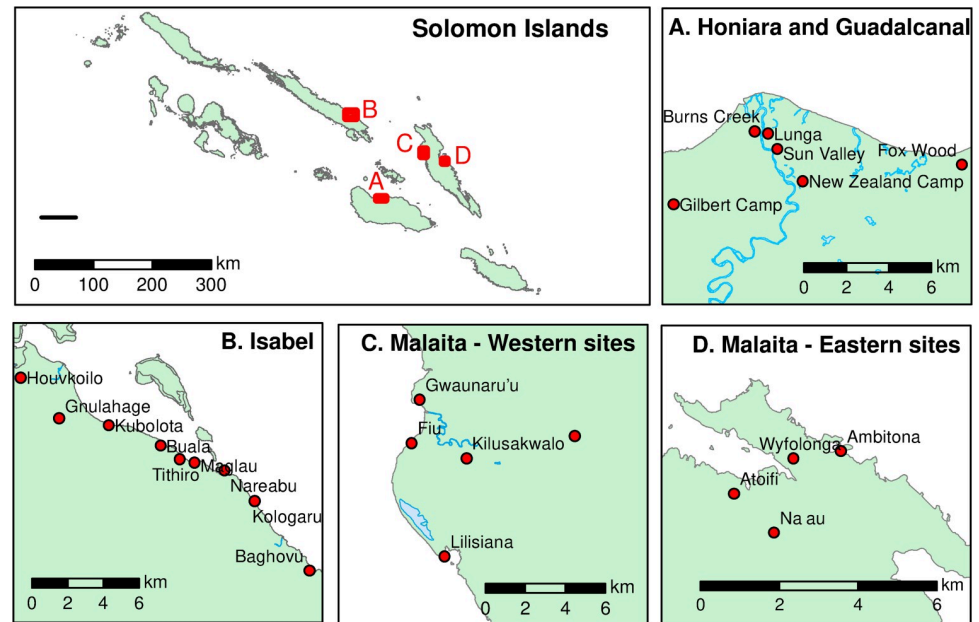 Solomon Islands
B
C
D
A
km
0 100 200 300
A. Honiara and Guadalcanal
Burns Creek
Lunga
Sun Valley
Fox Wood
New Zealand Camp
Gilbert Camp
km
0 2 4 6
B. Isabel
Houvkoilo
Gnulahage
Kubolota
Buala
Tithiro
Maglau
Nareabu
Kologaru
Baghovu
km
0 2 4 6
C. Malaita - Western sites
Gwaunaru'u
Fiu
Kilusakwalo
Lilisiana
km
0 2 4 6
D. Malaita - Eastern sites
Wyfolonga
Ambitona
Atoifi
Na au
km
0 2 4 6